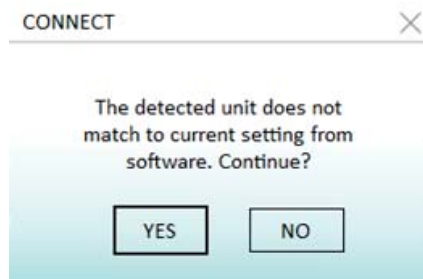 CONNECT
The detected unit does not
match to current setting from
software. Continue?
YES
NO